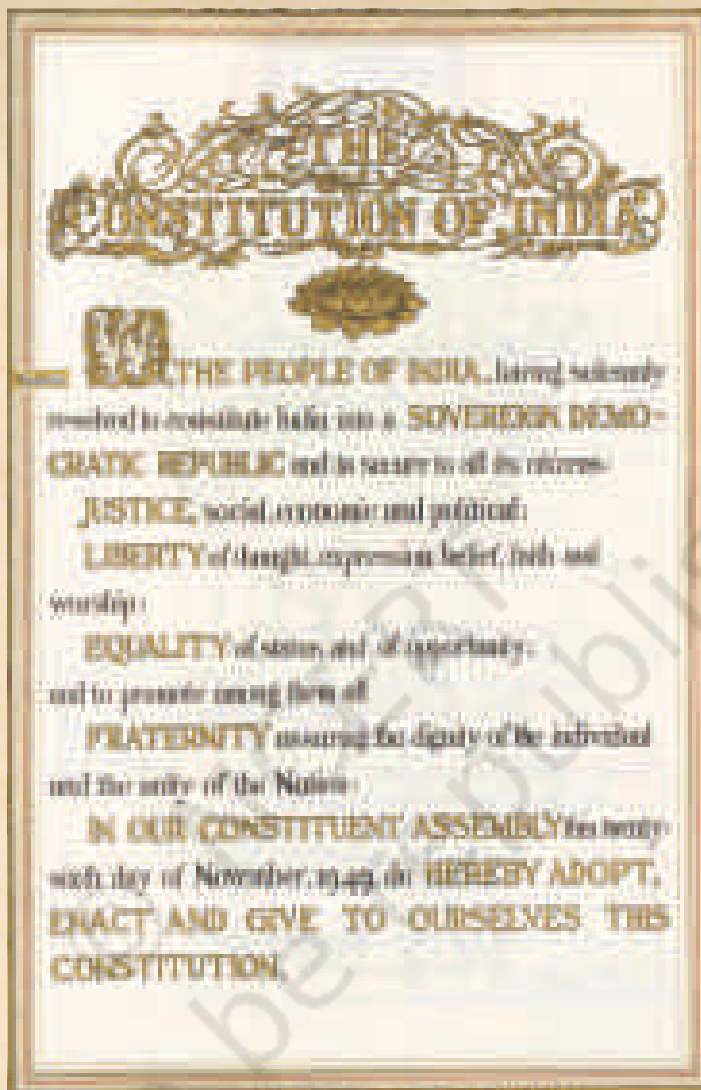 THE
CONSTITUTION OF INDIA
WE, THE PEOPLE OF INDIA, having solemnly
resolved to constitute India into a SOVEREIGN DEMO-
CRATIC REPUBLIC and to secure to all its citizens:
JUSTICE, social, economic and political;
LIBERTY of thought, expression, belief, faith and
worship;
EQUALITY of status and of opportunity;
and to promote among them all
FRATERNITY assuring the dignity of the individual
and the unity of the Nation;
IN OUR CONSTITUENT ASSEMBLY this twenty-
sixth day of November, 1949, do HEREBY ADOPT,
ENACT AND GIVE TO OURSELVES THIS
CONSTITUTION.